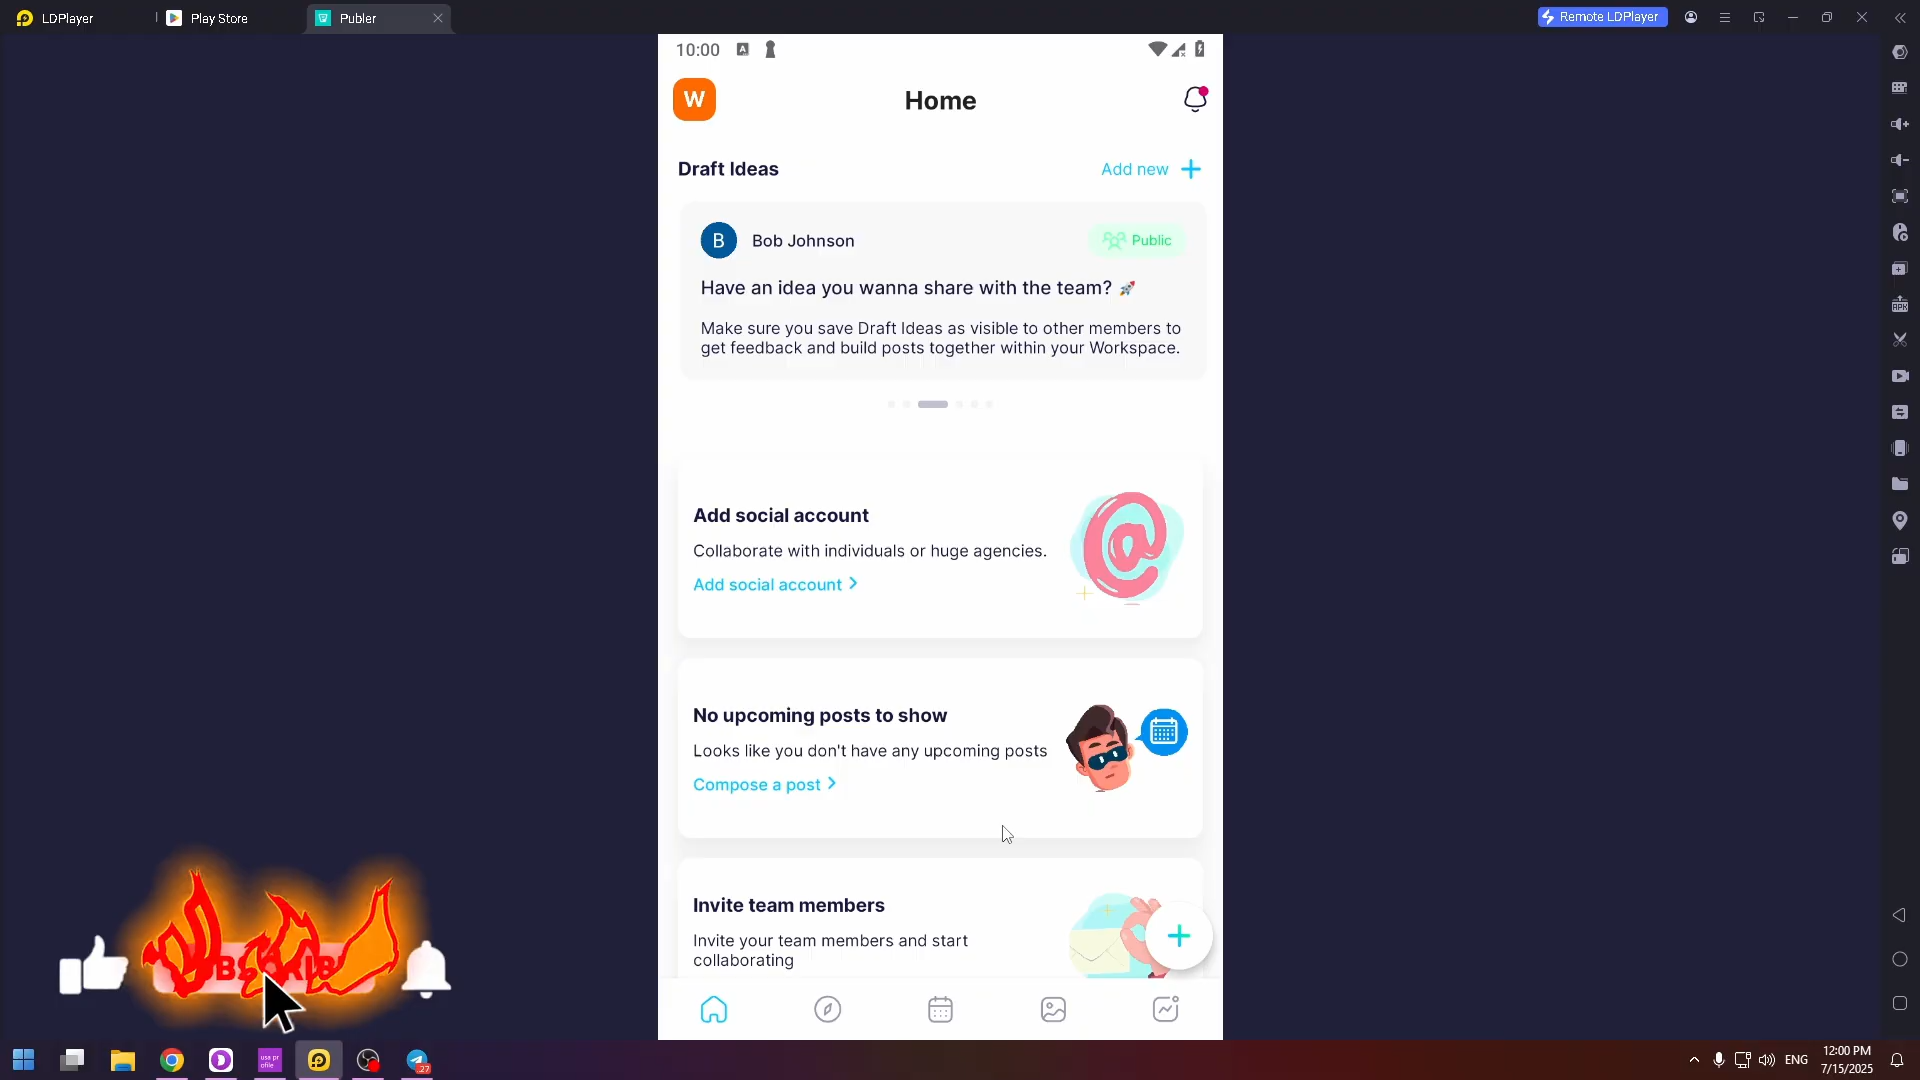 LDPlayer
Play Store
Publer
Remote LDPlayer
10:00
A
W
Home
Draft Ideas
Add new
B
Bob Johnson
Public
Have an idea you wanna share with the team? 🚀
Make sure you save Draft Ideas as visible to other members to
get feedback and build posts together within your Workspace.
Add social account
Collaborate with individuals or huge agencies.
Add social account
No upcoming posts to show
Looks like you don't have any upcoming posts
Compose a post
Invite team members
Invite your team members and start
collaborating
usa pr
ofile
27
ENG
12:00 PM
7/15/2025